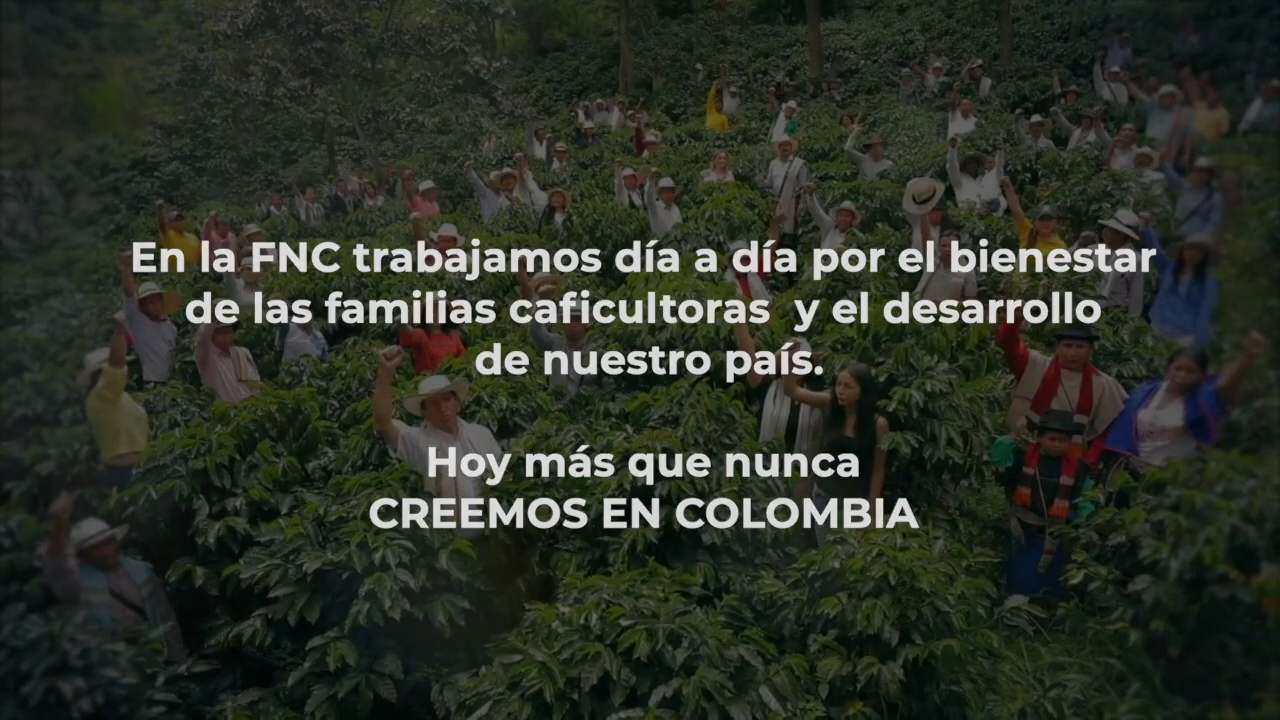 En la FNC trabajamos día a día por el bienestar
de las familias caficultoras  y el desarrollo
de nuestro país.
Hoy más que nunca
CREEMOS EN COLOMBIA